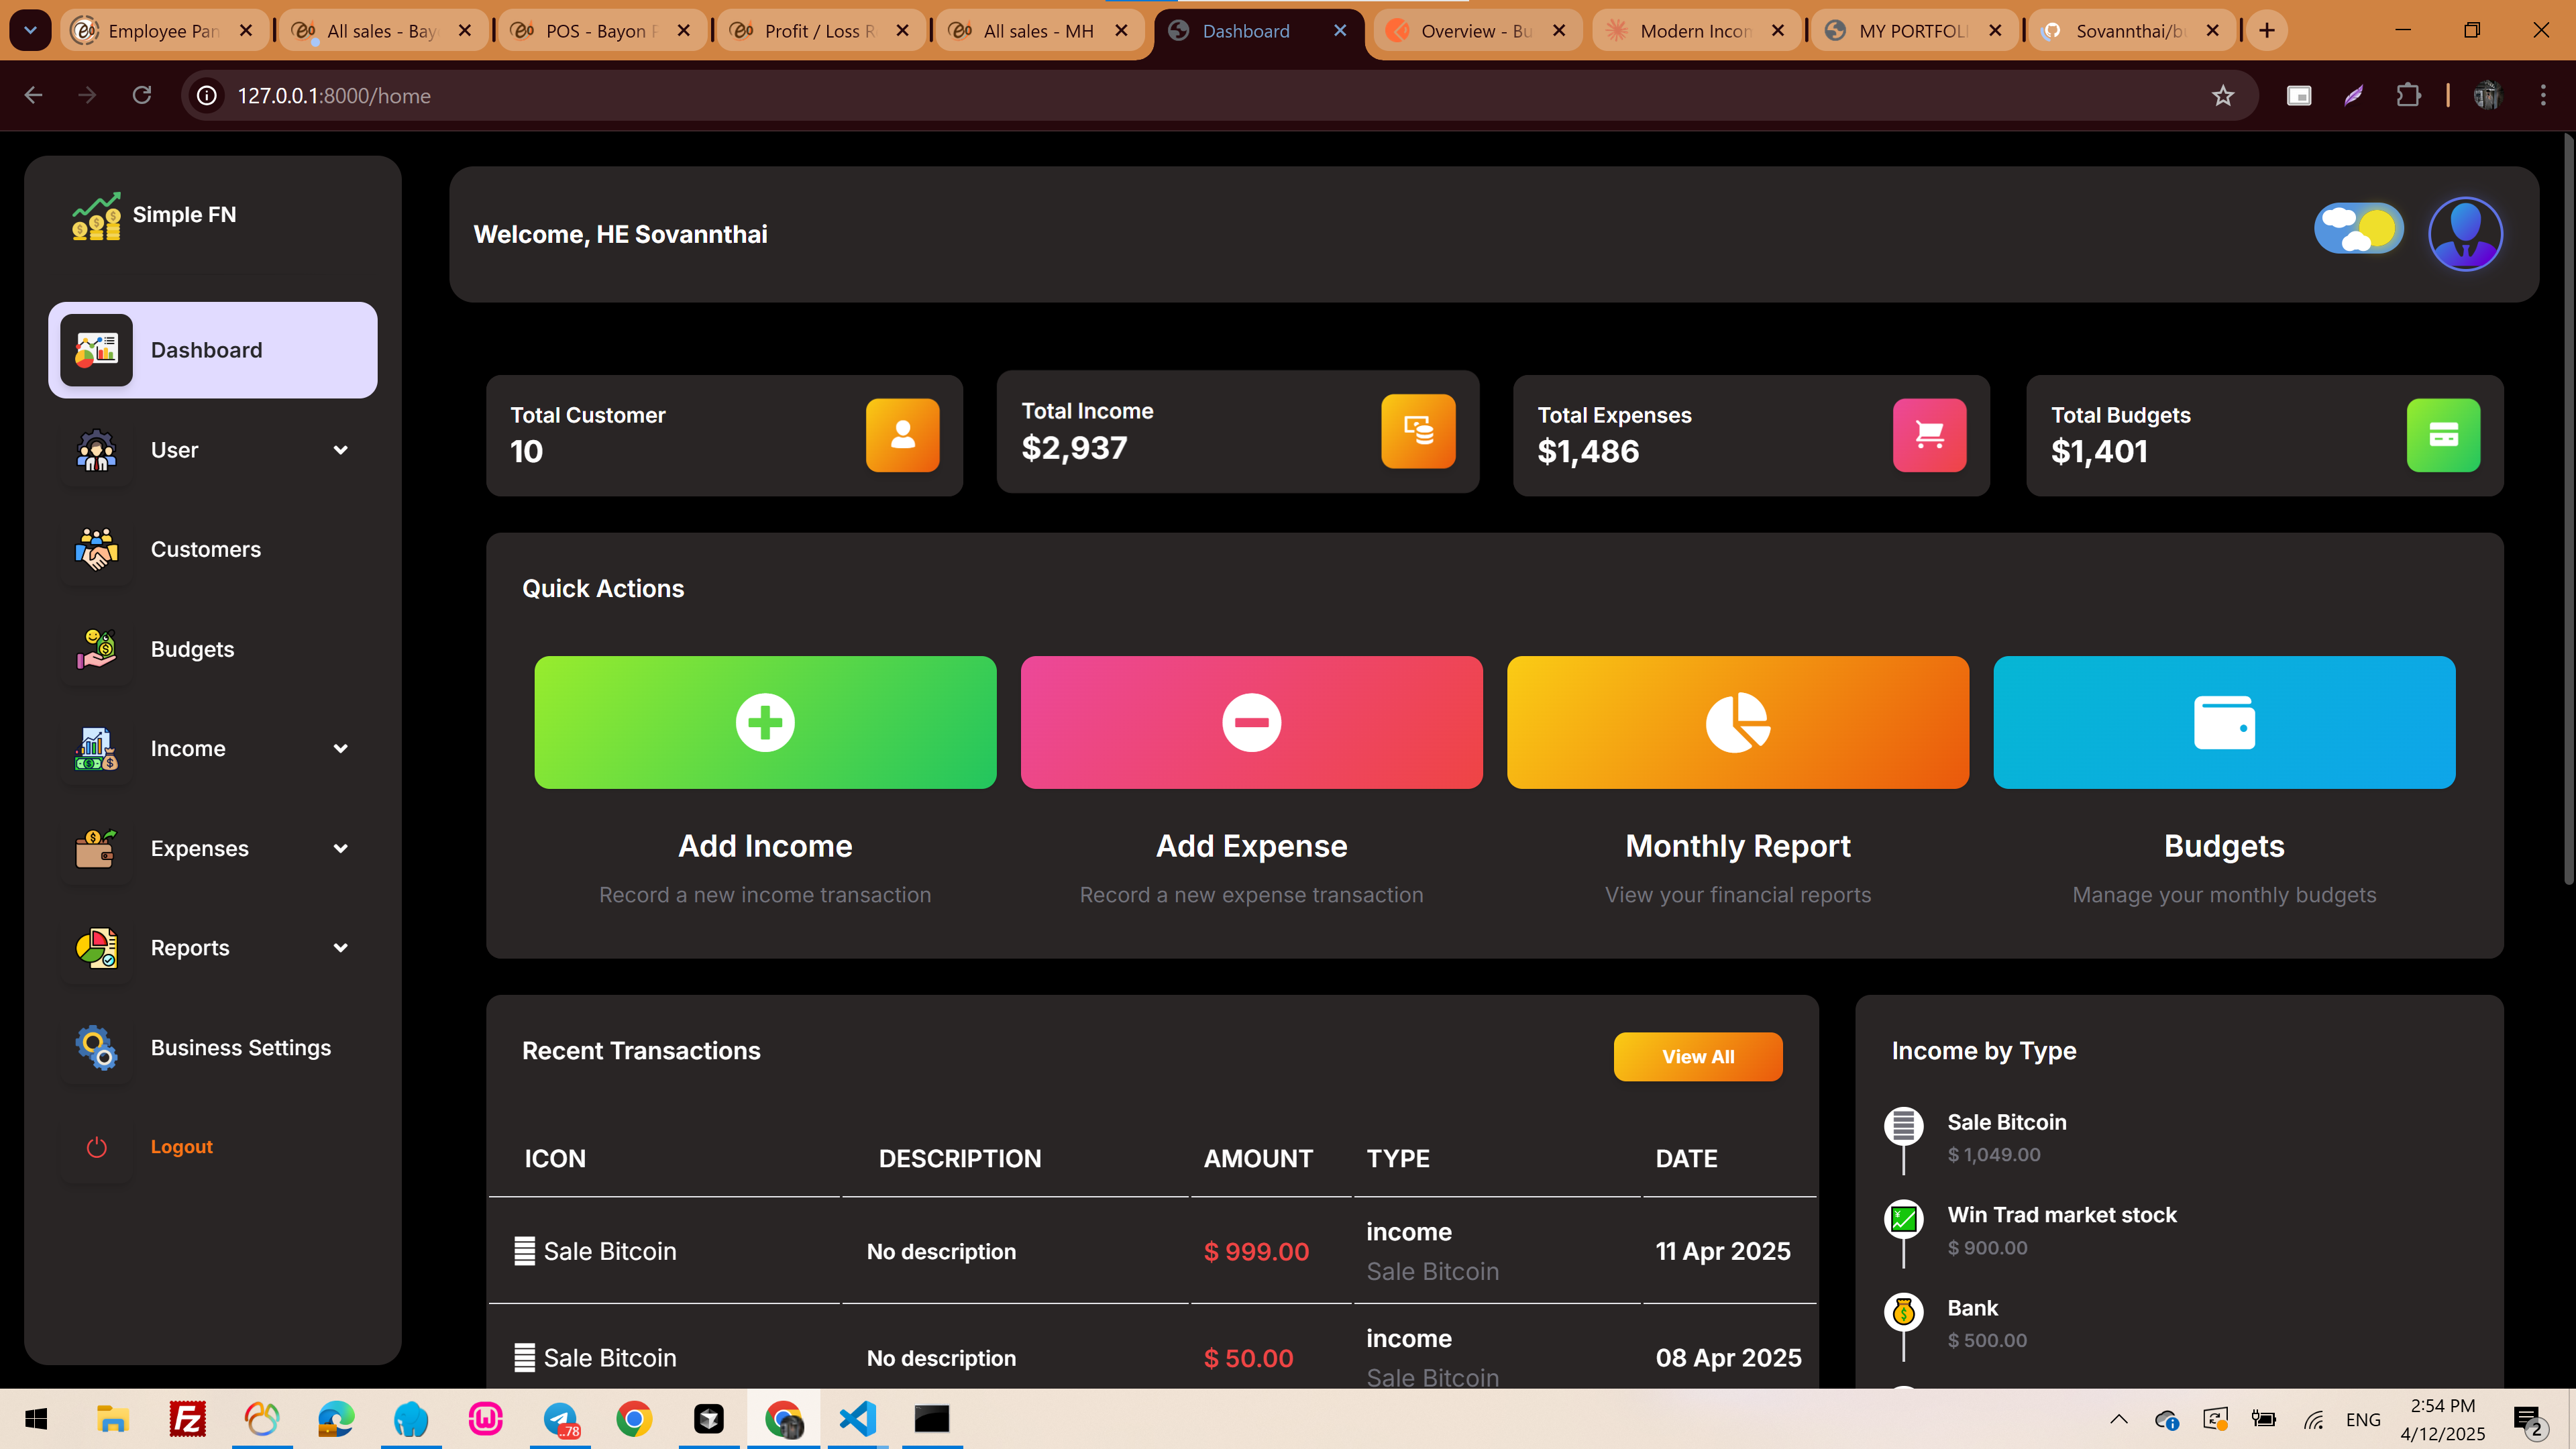 Employee Pan
All sales - Bay
POS - Bayon P
Profit / Loss R
All sales - MH
Dashboard
Overview - Bu
Modern Incon
MY PORTFOLI
Sovannthai/b
127.0.0.1:8000/home
Simple FN
Welcome, HE Sovannthai
Dashboard
User
Customers
Budgets
Income
Expenses
Reports
Business Settings
Logout
Total Customer
10
Total Income
$2,937
Total Expenses
$1,486
Total Budgets
$1,401
Quick Actions
Add Income
Record a new income transaction
Add Expense
Record a new expense transaction
Monthly Report
View your financial reports
Budgets
Manage your monthly budgets
Recent Transactions
View All
ICON DESCRIPTION AMOUNT TYPE DATE
Sale Bitcoin No description $ 999.00 income 11 Apr 2025
Sale Bitcoin
Sale Bitcoin No description $ 50.00 income 08 Apr 2025
Sale Bitcoin
Income by Type
Sale Bitcoin
$ 1,049.00
Win Trad market stock
$ 900.00
Bank
$ 500.00
..78
ENG
2:54 PM
4/12/2025
2